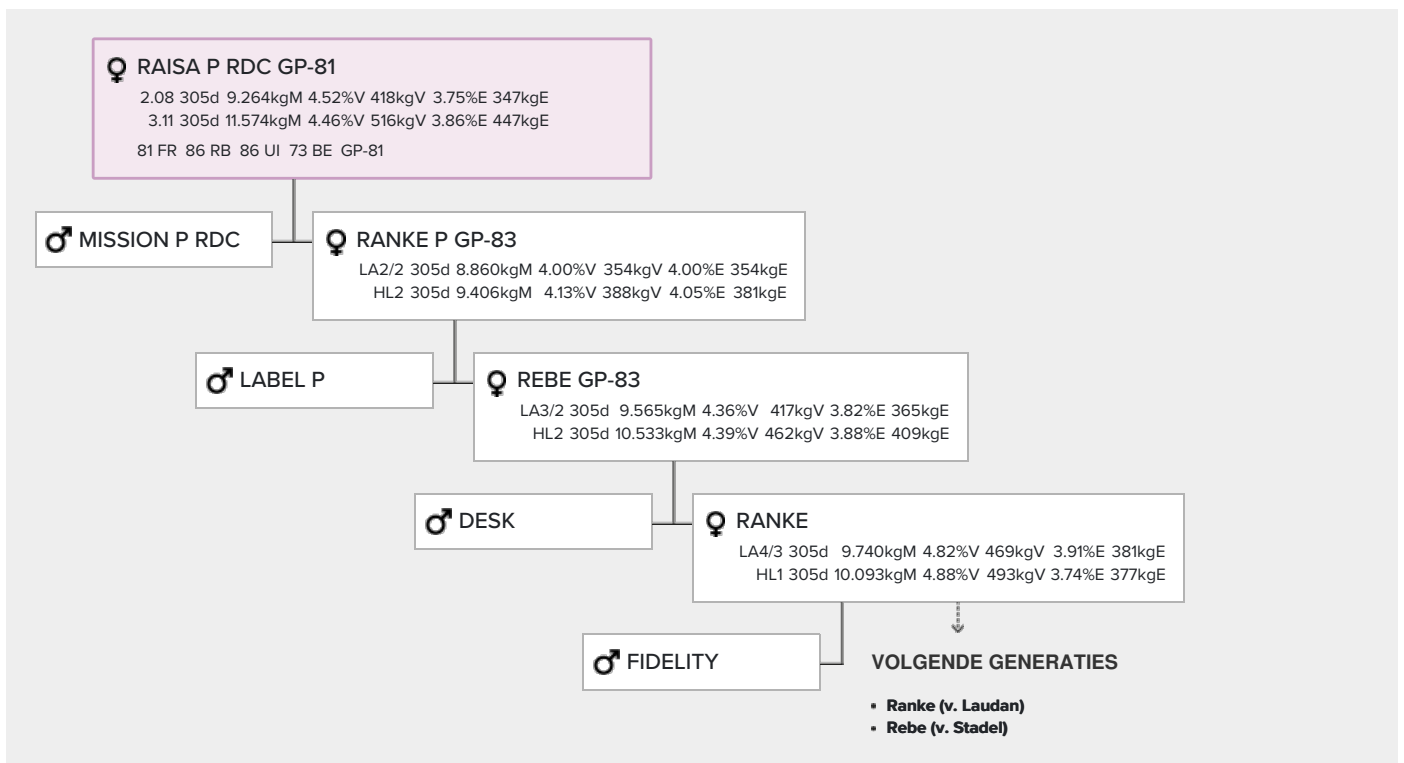 RAISA P RDC GP-81
2.08 305d 9.264kgM 4.52%V 418kgV 3.75%E 347kgE
3.11 305d 11.574kgM 4.46%V 516kgV 3.86%E 447kgE
81 FR 86 RB 86 UI 73 BE GP-81
MISSION P RDC
RANKE P GP-83
LA2/2 305d 8.860kgM 4.00%V 354kgV 4.00%E 354kgE
HL2 305d 9.406kgM 4.13%V 388kgV 4.05%E 381kgE
LABEL P
REBE GP-83
LA3/2 305d 9.565kgM 4.36%V 417kgV 3.82%E 365kgE
HL2 305d 10.533kgM 4.39%V 462kgV 3.88%E 409kgE
DESK
RANKE
LA4/3 305d 9.740kgM 4.82%V 469kgV 3.91%E 381kgE
HL1 305d 10.093kgM 4.88%V 493kgV 3.74%E 377kgE
FIDELITY
VOLGENDE GENERATIES
• Ranke (v. Laudan)
• Rebe (v. Stadel)